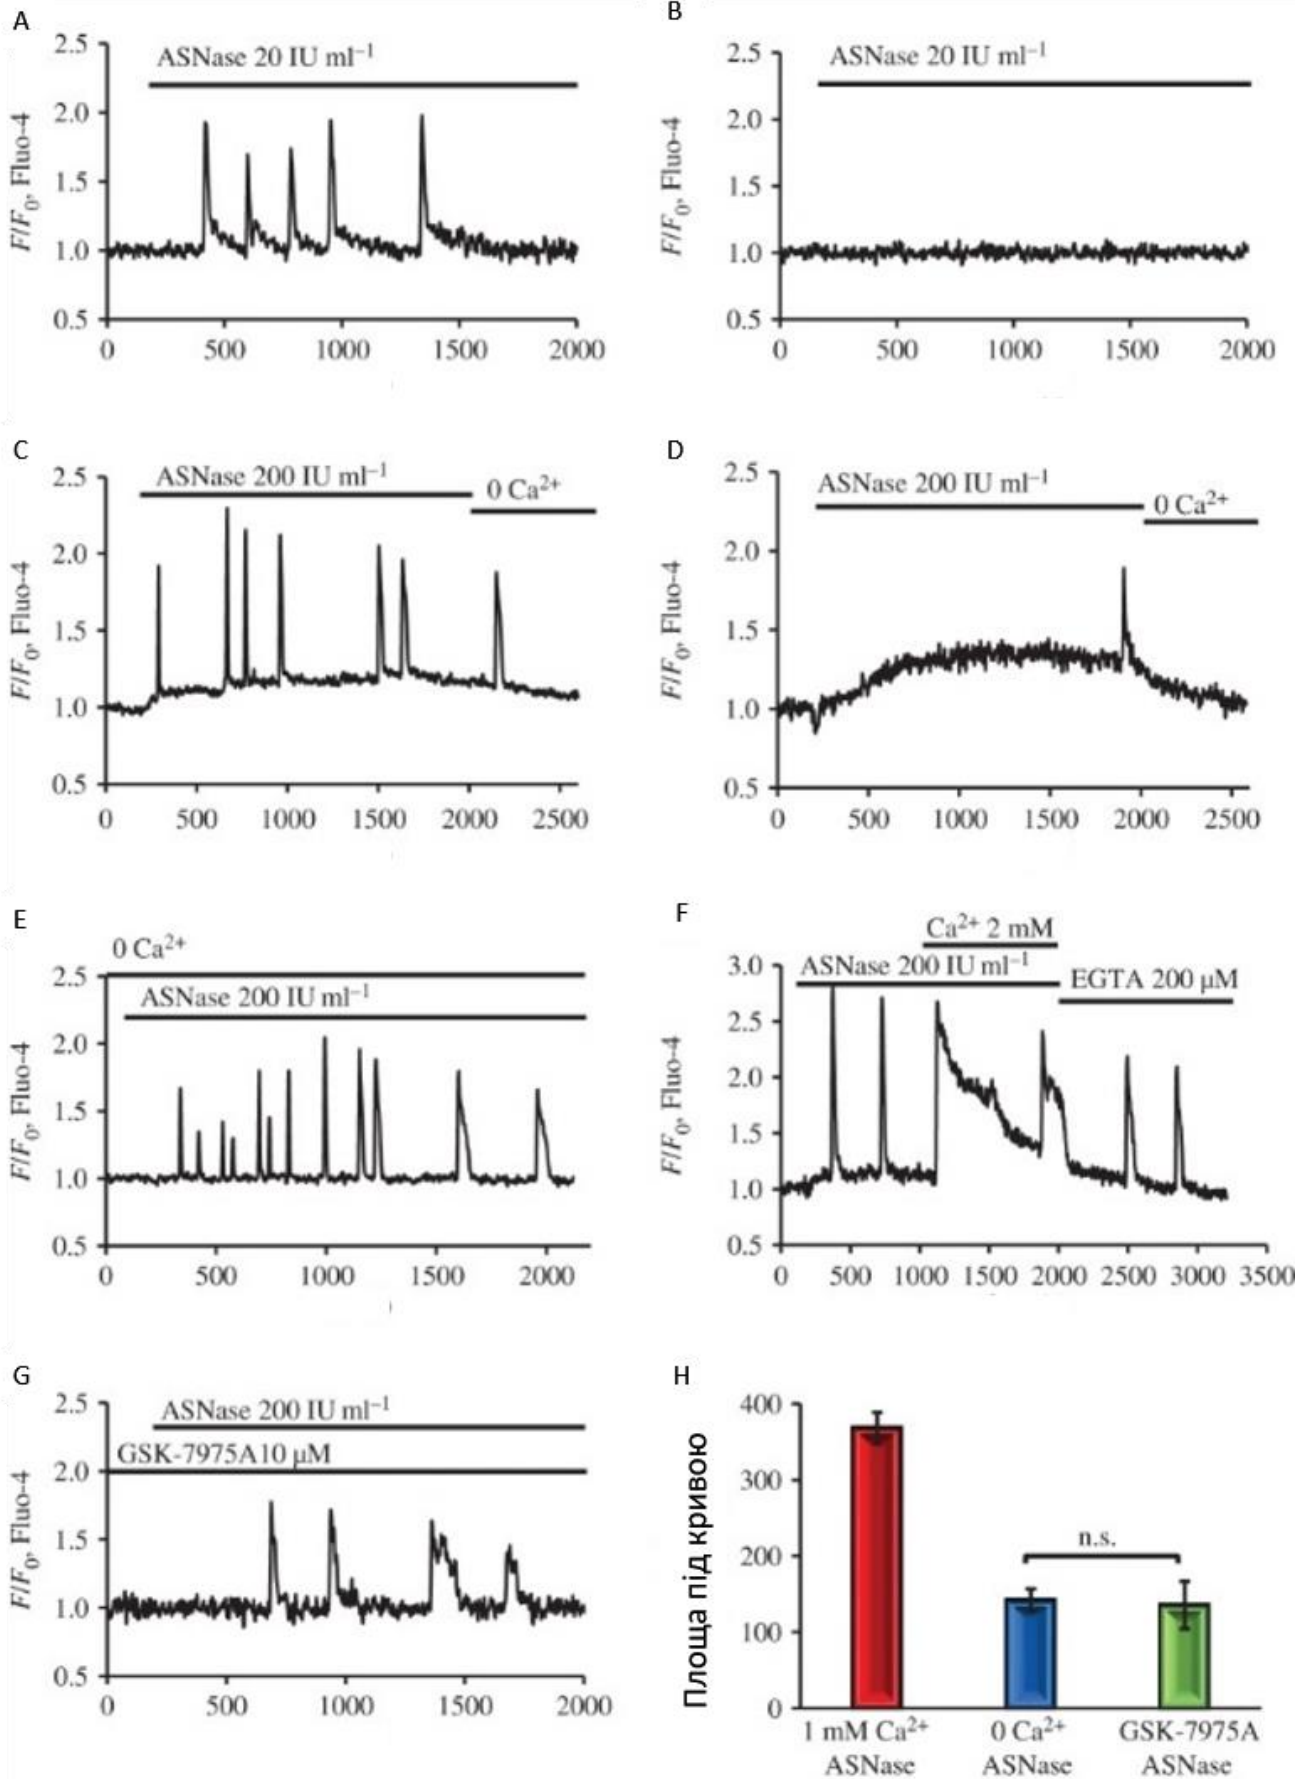 A
ASNase 20 IU ml⁻¹
F/F₀, Fluo-4
2.5
2.0
1.5
1.0
0.5
0 500 1000 1500 2000
B
ASNase 20 IU ml⁻¹
F/F₀, Fluo-4
2.5
2.0
1.5
1.0
0.5
0 500 1000 1500 2000
C
ASNase 200 IU ml⁻¹
0 Ca²⁺
F/F₀, Fluo-4
2.5
2.0
1.5
1.0
0.5
0 500 1000 1500 2000 2500
D
ASNase 200 IU ml⁻¹
0 Ca²⁺
F/F₀, Fluo-4
2.5
2.0
1.5
1.0
0.5
0 500 1000 1500 2000 2500
E
0 Ca²⁺
ASNase 200 IU ml⁻¹
F/F₀, Fluo-4
2.5
2.0
1.5
1.0
0.5
0 500 1000 1500 2000
F
Ca²⁺ 2 mM
ASNase 200 IU ml⁻¹
EGTA 200 µM
F/F₀, Fluo-4
3.0
2.5
2.0
1.5
1.0
0.5
0 500 1000 1500 2000 2500 3000 3500
G
ASNase 200 IU ml⁻¹
GSK-7975A10 µM
F/F₀, Fluo-4
2.5
2.0
1.5
1.0
0.5
0 500 1000 1500 2000
H
Площа під кривою
400
300
200
100
0
n.s.
1 mM Ca²⁺ 0 Ca²⁺ GSK-7975A
ASNase ASNase ASNase